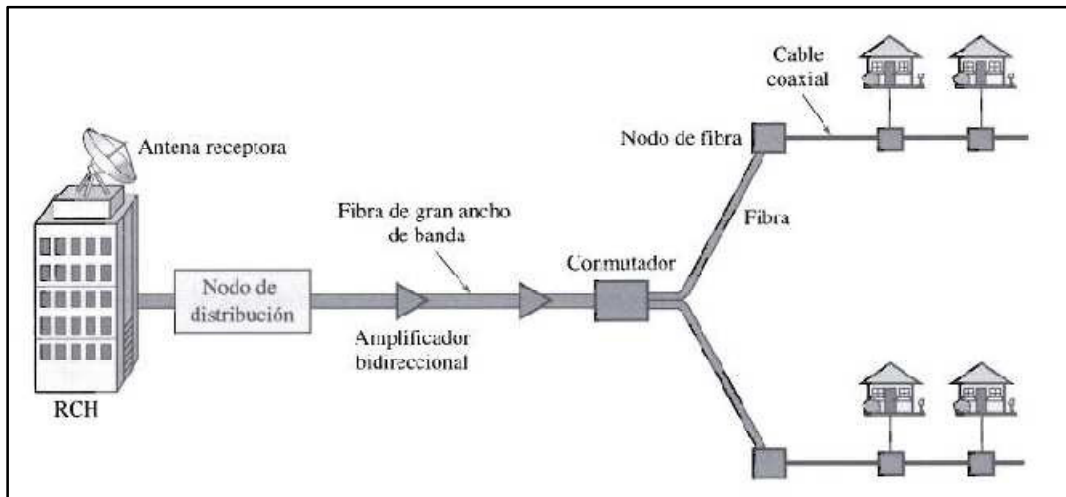 Antena receptora
RCH
Nodo de
distribución
Fibra de gran ancho
de banda
Amplificador
bidireccional
Conmutador
Nodo de fibra
Fibra
Cable
coaxial